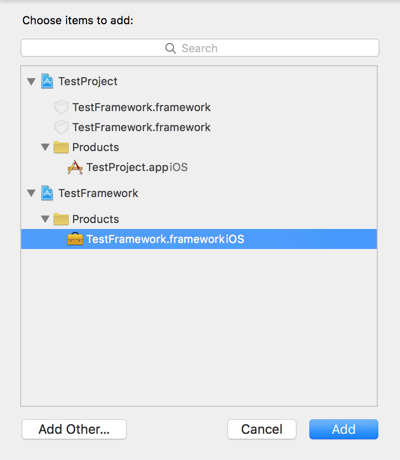 Choose items to add:
Search
TestProject
TestFramework.framework
TestFramework.framework
Products
TestProject.app iOS
TestFramework
Products
TestFramework.framework iOS
Add Other...
Cancel
Add